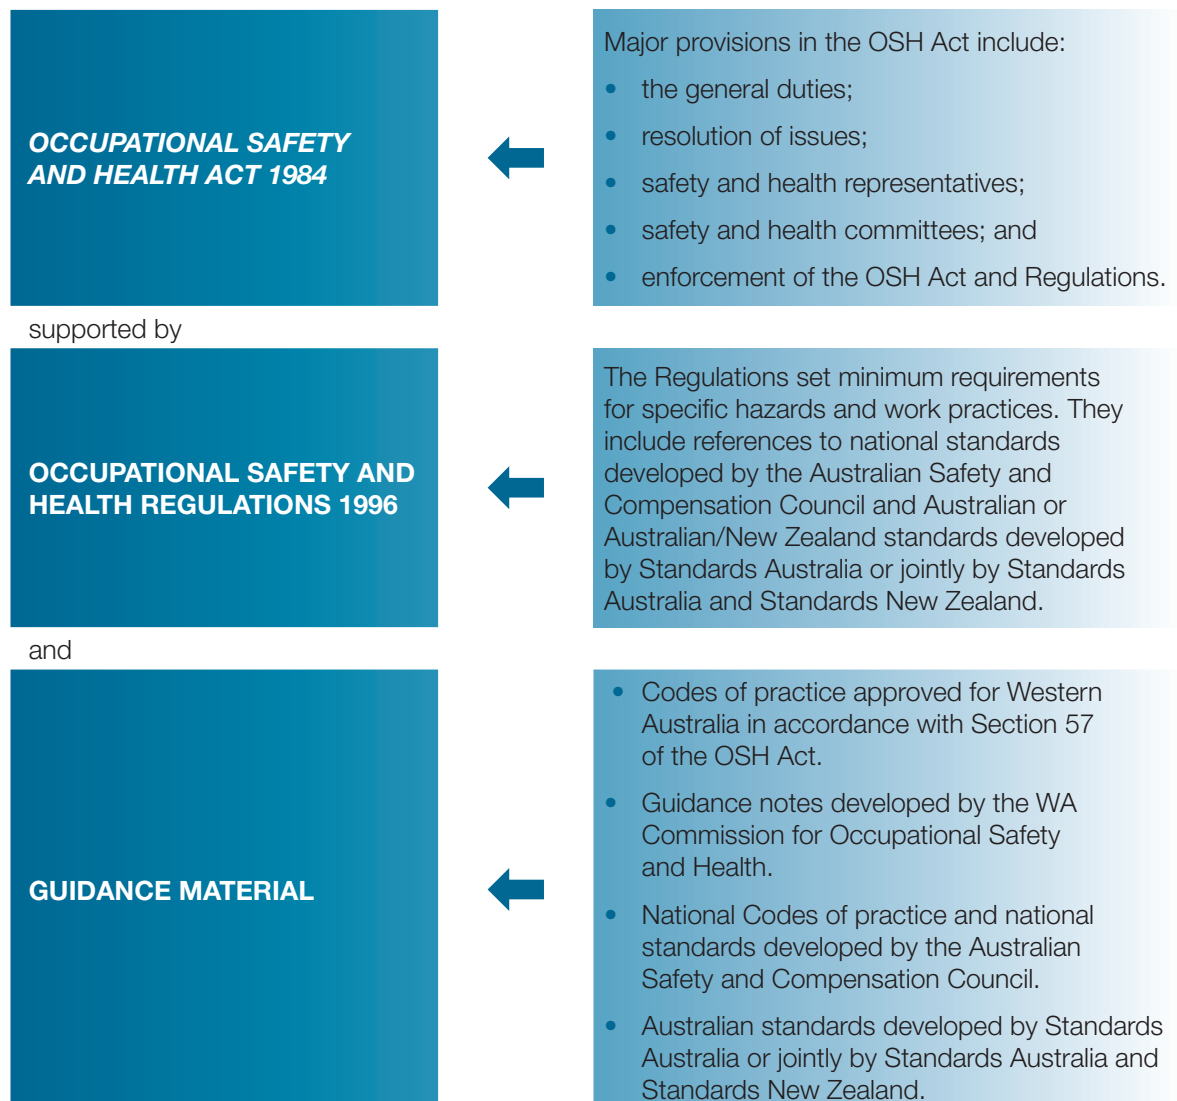 OCCUPATIONAL SAFETY
AND HEALTH ACT 1984
Major provisions in the OSH Act include:
• the general duties;
• resolution of issues;
• safety and health representatives;
• safety and health committees; and
• enforcement of the OSH Act and Regulations.
supported by
OCCUPATIONAL SAFETY AND
HEALTH REGULATIONS 1996
The Regulations set minimum requirements
for specific hazards and work practices. They
include references to national standards
developed by the Australian Safety and
Compensation Council and Australian or
Australian/New Zealand standards developed
by Standards Australia or jointly by Standards
Australia and Standards New Zealand.
and
GUIDANCE MATERIAL
• Codes of practice approved for Western
Australia in accordance with Section 57
of the OSH Act.
• Guidance notes developed by the WA
Commission for Occupational Safety
and Health.
• National Codes of practice and national
standards developed by the Australian
Safety and Compensation Council.
• Australian standards developed by Standards
Australia or jointly by Standards Australia and
Standards New Zealand.